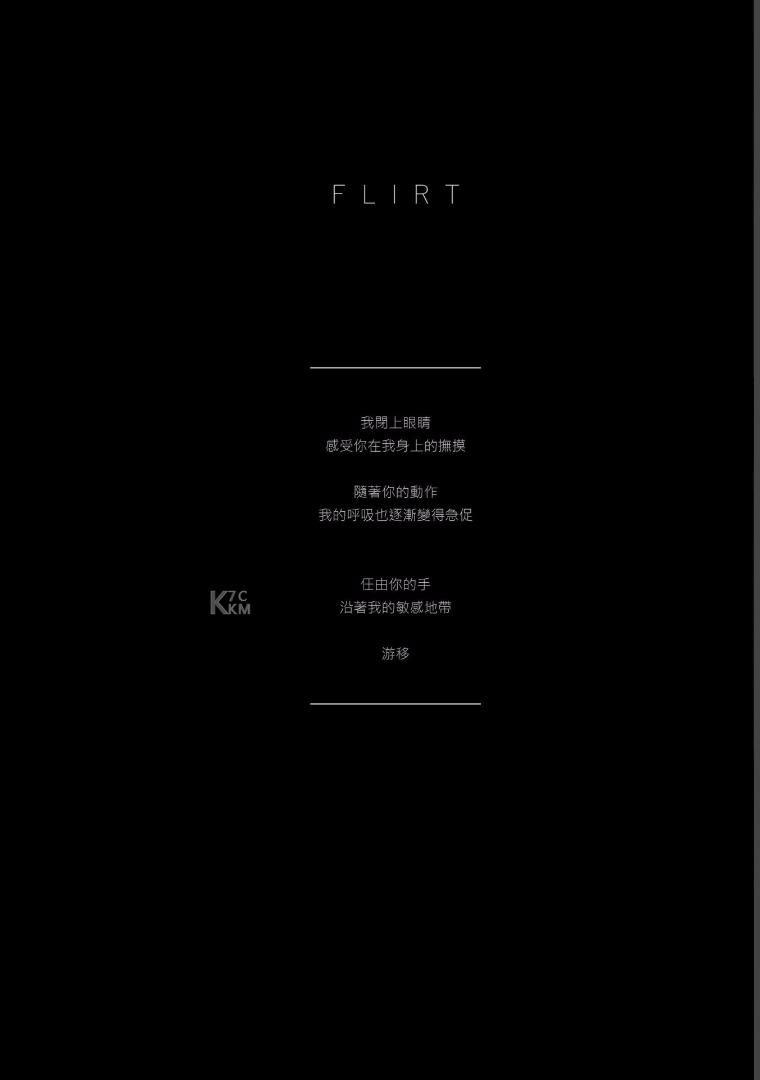 FLIRT
我閉上眼睛
感受你在我身上的撫摸
隨著你的動作
我的呼吸也逐漸變得急促
任由你的手
沿著我的敏感地帶
游移
K7C
KKM